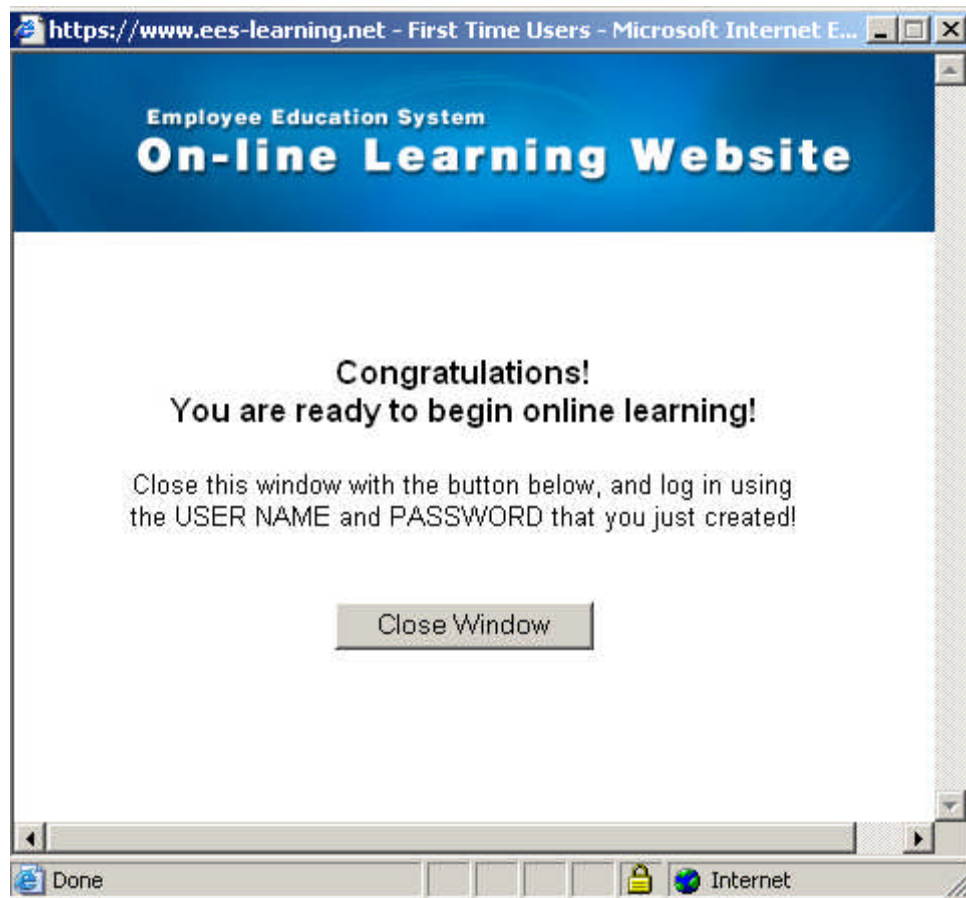 https://www.ees-learning.net - First Time Users - Microsoft Internet E...
Employee Education System
On-line Learning Website
Congratulations!
You are ready to begin online learning!
Close this window with the button below, and log in using
the USER NAME and PASSWORD that you just created!
Close Window
Done
Internet